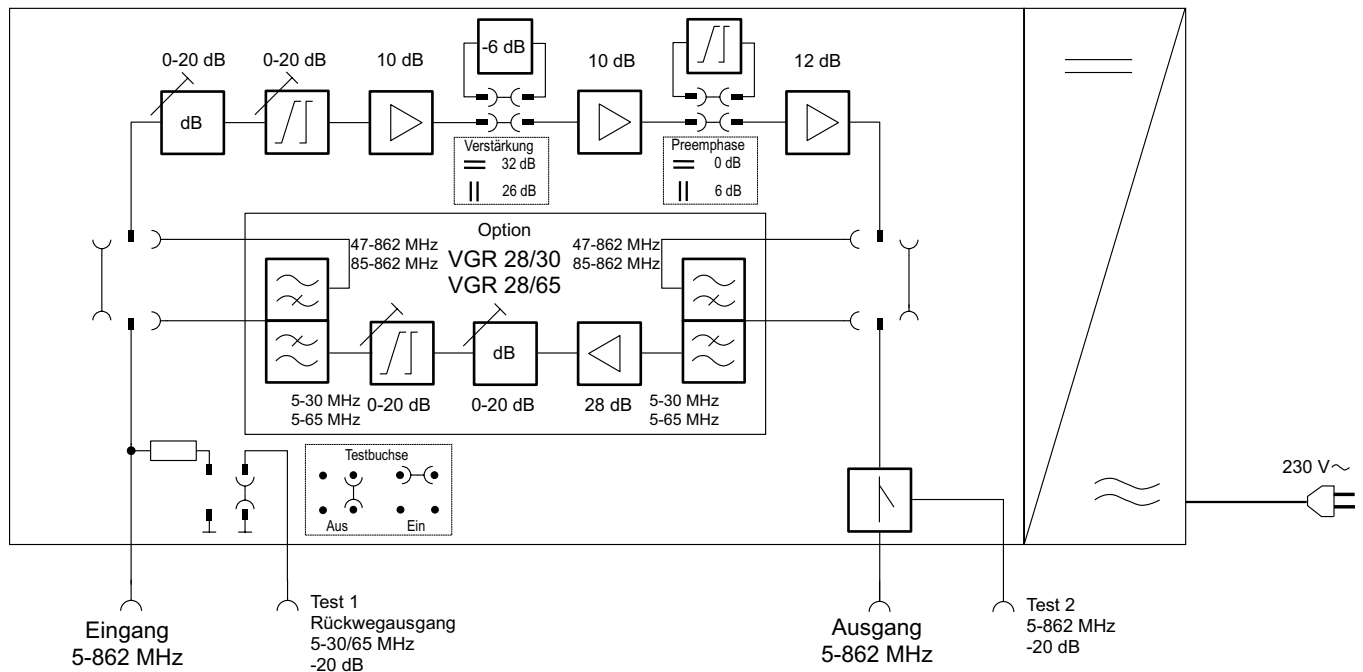 0-20 dB
0-20 dB
10 dB
-6 dB
10 dB
12 dB
dB
Verstärkung
32 dB
26 dB
Preemphase
0 dB
6 dB
Option
47-862 MHz
85-862 MHz
VGR 28/30
VGR 28/65
47-862 MHz
85-862 MHz
dB
5-30 MHz
5-65 MHz
0-20 dB
0-20 dB
28 dB
5-30 MHz
5-65 MHz
Testbuchse
Aus
Ein
230 V~
Eingang
5-862 MHz
Test 1
Rückwegausgang
5-30/65 MHz
-20 dB
Ausgang
5-862 MHz
Test 2
5-862 MHz
-20 dB